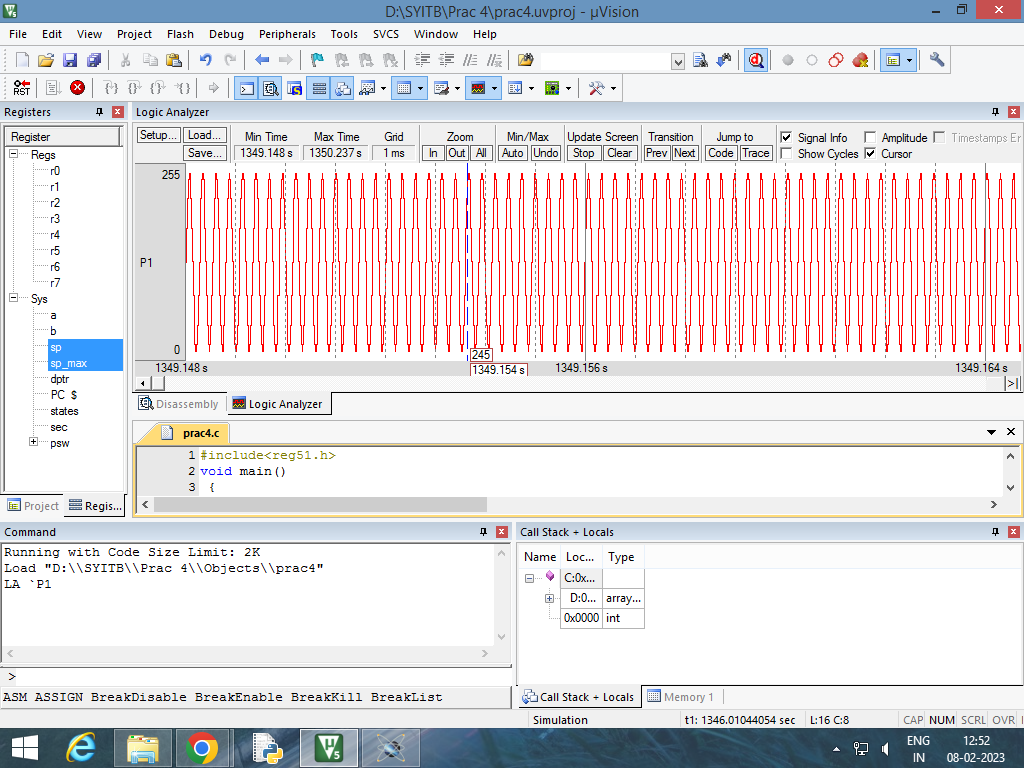 D:\SYITB\Prac 4\prac4.uvproj - µVision
File Edit View Project Flash Debug Peripherals Tools SVCS Window Help
RST
Registers
Register
Regs
r0
r1
r2
r3
r4
r5
r6
r7
Sys
a
b
sp
sp_max
dptr
PC $
states
sec
psw
Project Regis...
Logic Analyzer
Setup... Load... Min Time Max Time Grid Zoom Min/Max Update Screen Transition Jump to Signal Info Amplitude Timestamps Er
Save... 1349.148 s 1350.237 s 1 ms In Out All Auto Undo Stop Clear Prev Next Code Trace Show Cycles Cursor
255
P1
0
245
1349.148 s 1349.154 s 1349.156 s 1349.164 s
Disassembly Logic Analyzer
prac4.c
1 #include<reg51.h>
2 void main()
3 {
Command
Running with Code Size Limit: 2K
Load "D:\\SYITB\\Prac 4\\Objects\\prac4"
LA `P1
>
ASM ASSIGN BreakDisable BreakEnable BreakKill BreakList
Call Stack + Locals
Name Loc... Type
C:0x...
D:0... array...
0x0000 int
Call Stack + Locals Memory 1
Simulation t1: 1346.01044054 sec L:16 C:8 CAP NUM SCRL OVR
ENG 12:52
IN 08-02-2023